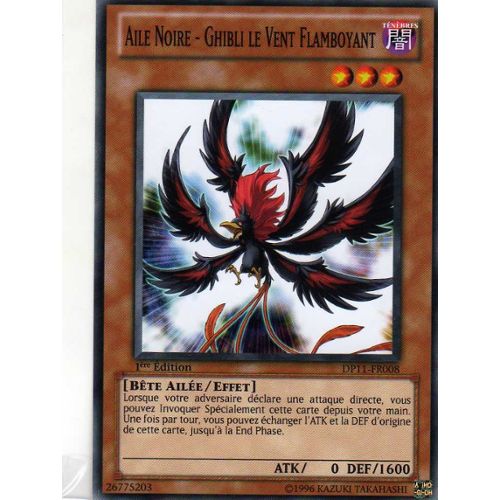 Aile Noire - Ghibli le Vent Flamboyant
TÉNÈBRES
闇
1ère Édition
DP11-FR008
[Bête Ailée/Effet]
Lorsque votre adversaire déclare une attaque directe, vous
pouvez Invoquer Spécialement cette carte depuis votre main.
Une fois par tour, vous pouvez échanger l'ATK et la DEF d'origine
de cette carte, jusqu'à la End Phase.
ATK/ 0 DEF/1600
26775203
©1996 KAZUKI TAKAHASHI